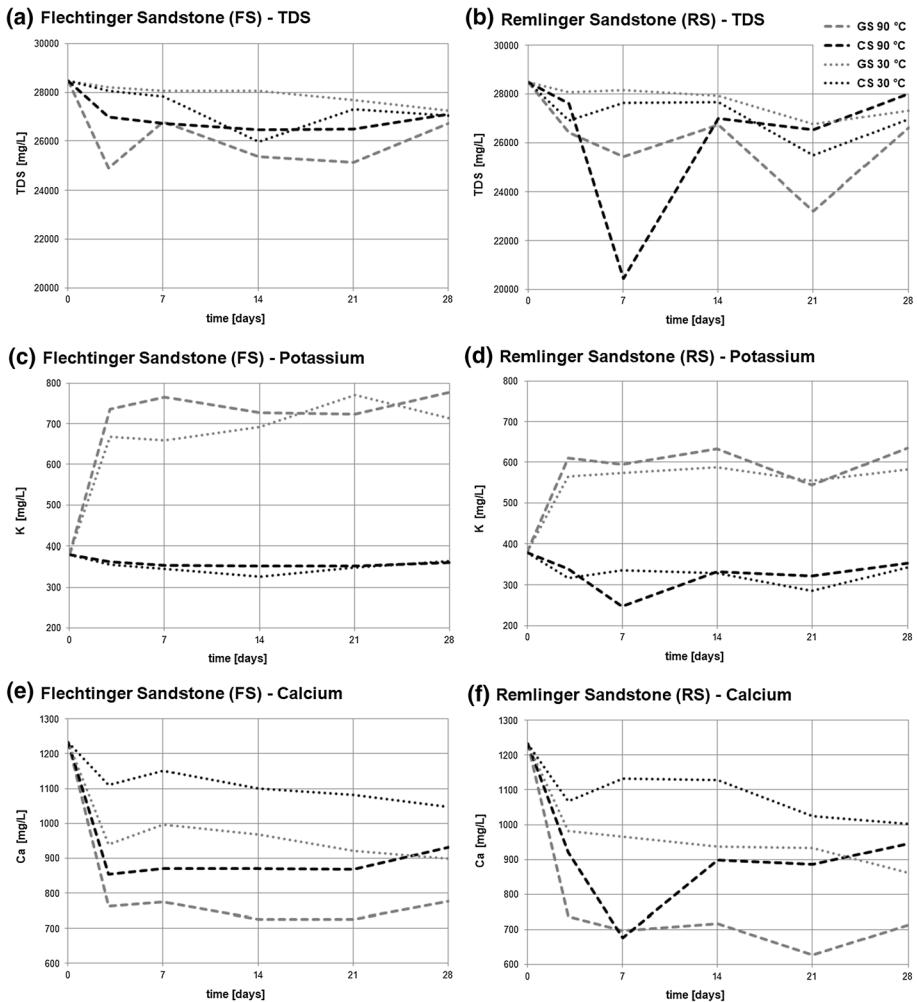 (a) Flechtinger Sandstone (FS) - TDS
30000
28000
26000
24000
22000
20000
TDS [mg/L]
0 7 14 21 28
time [days]
(b) Remlinger Sandstone (RS) - TDS
GS 90 °C
CS 90 °C
GS 30 °C
CS 30 °C
30000
28000
26000
24000
22000
20000
TDS [mg/L]
0 7 14 21 28
time [days]
(c) Flechtinger Sandstone (FS) - Potassium
800
700
600
500
400
300
200
K [mg/L]
0 7 14 21 28
time [days]
(d) Remlinger Sandstone (RS) - Potassium
800
700
600
500
400
300
200
K [mg/L]
0 7 14 21 28
time [days]
(e) Flechtinger Sandstone (FS) - Calcium
1300
1200
1100
1000
900
800
700
600
Ca [mg/L]
0 7 14 21 28
time [days]
(f) Remlinger Sandstone (RS) - Calcium
1300
1200
1100
1000
900
800
700
600
Ca [mg/L]
0 7 14 21 28
time [days]